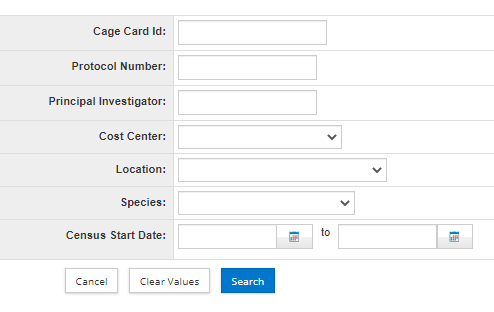 Cage Card Id:
Protocol Number:
Principal Investigator:
Cost Center:
Location:
Species:
Census Start Date: to
Cancel Clear Values Search